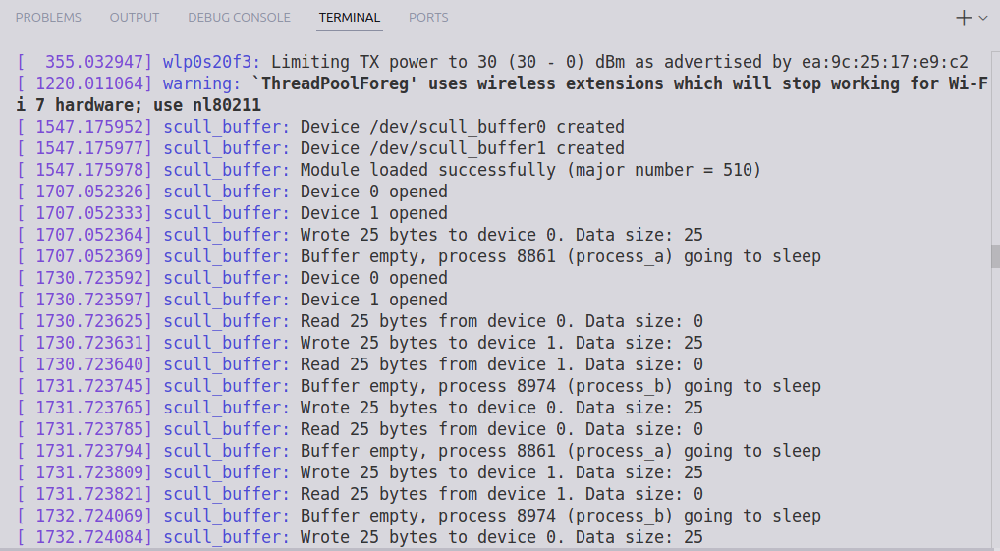 PROBLEMS OUTPUT DEBUG CONSOLE TERMINAL PORTS
[  355.032947] wlp0s20f3: Limiting TX power to 30 (30 - 0) dBm as advertised by ea:9c:25:17:e9:c2
[ 1220.011064] warning: `ThreadPoolForeg' uses wireless extensions which will stop working for Wi-F
i 7 hardware; use nl80211
[ 1547.175952] scull_buffer: Device /dev/scull_buffer0 created
[ 1547.175977] scull_buffer: Device /dev/scull_buffer1 created
[ 1547.175978] scull_buffer: Module loaded successfully (major number = 510)
[ 1707.052326] scull_buffer: Device 0 opened
[ 1707.052333] scull_buffer: Device 1 opened
[ 1707.052364] scull_buffer: Wrote 25 bytes to device 0. Data size: 25
[ 1707.052369] scull_buffer: Buffer empty, process 8861 (process_a) going to sleep
[ 1730.723592] scull_buffer: Device 0 opened
[ 1730.723597] scull_buffer: Device 1 opened
[ 1730.723625] scull_buffer: Read 25 bytes from device 0. Data size: 0
[ 1730.723631] scull_buffer: Wrote 25 bytes to device 1. Data size: 25
[ 1730.723640] scull_buffer: Read 25 bytes from device 1. Data size: 0
[ 1731.723745] scull_buffer: Buffer empty, process 8974 (process_b) going to sleep
[ 1731.723765] scull_buffer: Wrote 25 bytes to device 0. Data size: 25
[ 1731.723785] scull_buffer: Read 25 bytes from device 0. Data size: 0
[ 1731.723794] scull_buffer: Buffer empty, process 8861 (process_a) going to sleep
[ 1731.723809] scull_buffer: Wrote 25 bytes to device 1. Data size: 25
[ 1731.723821] scull_buffer: Read 25 bytes from device 1. Data size: 0
[ 1732.724069] scull_buffer: Buffer empty, process 8974 (process_b) going to sleep
[ 1732.724084] scull_buffer: Wrote 25 bytes to device 0. Data size: 25